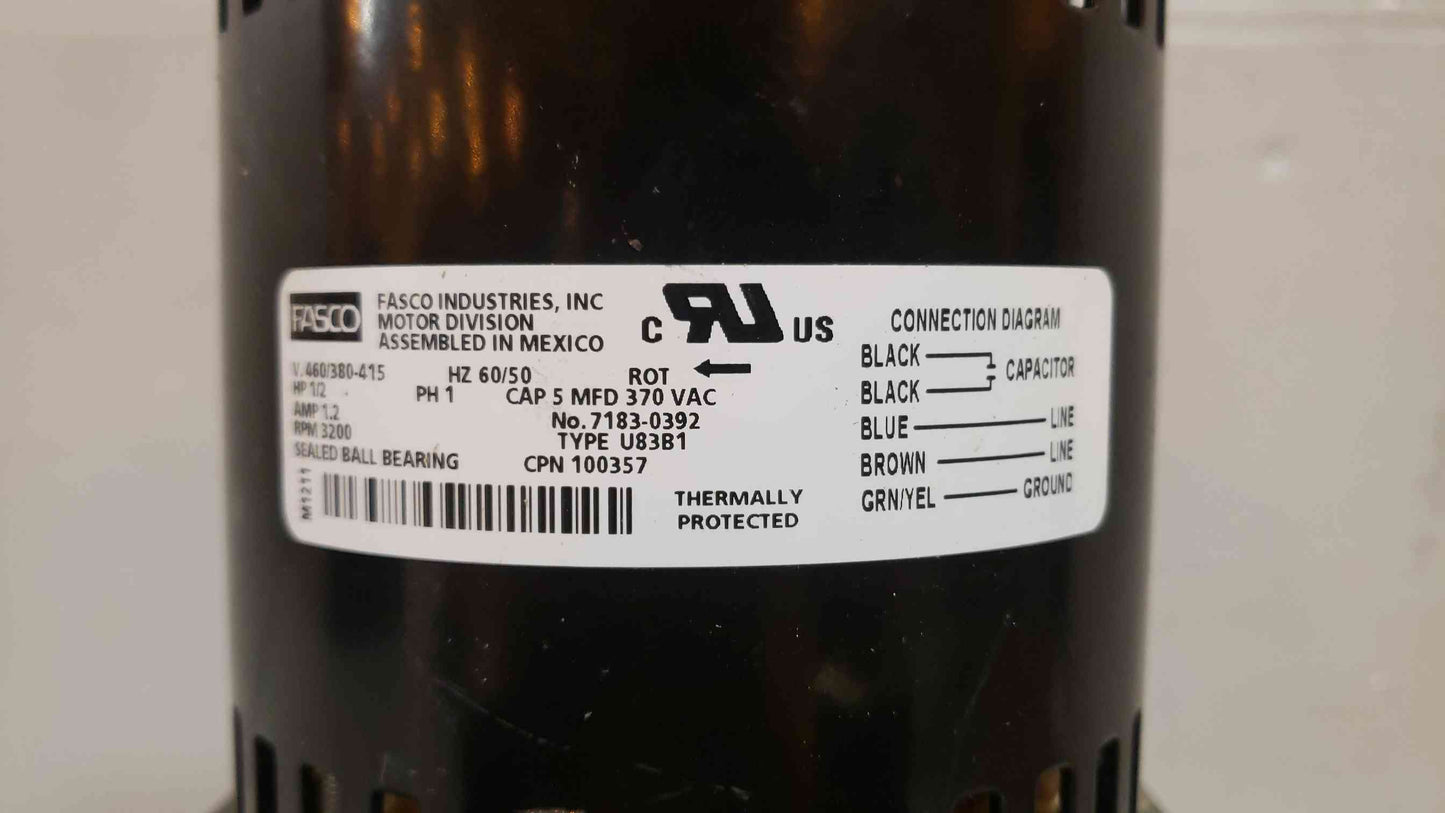 FASCO
FASCO INDUSTRIES, INC
MOTOR DIVISION
ASSEMBLED IN MEXICO
C RU US
V. 460/380-415 HZ 60/50 ROT
HP 1/2 PH 1 CAP 5 MFD 370 VAC
AMP 1.2 No. 7183-0392
RPM 3200 TYPE U83B1
SEALED BALL BEARING CPN 100357
M1211
THERMALLY
PROTECTED
CONNECTION DIAGRAM
BLACK
CAPACITOR
BLACK
BLUE LINE
BROWN LINE
GRN/YEL GROUND